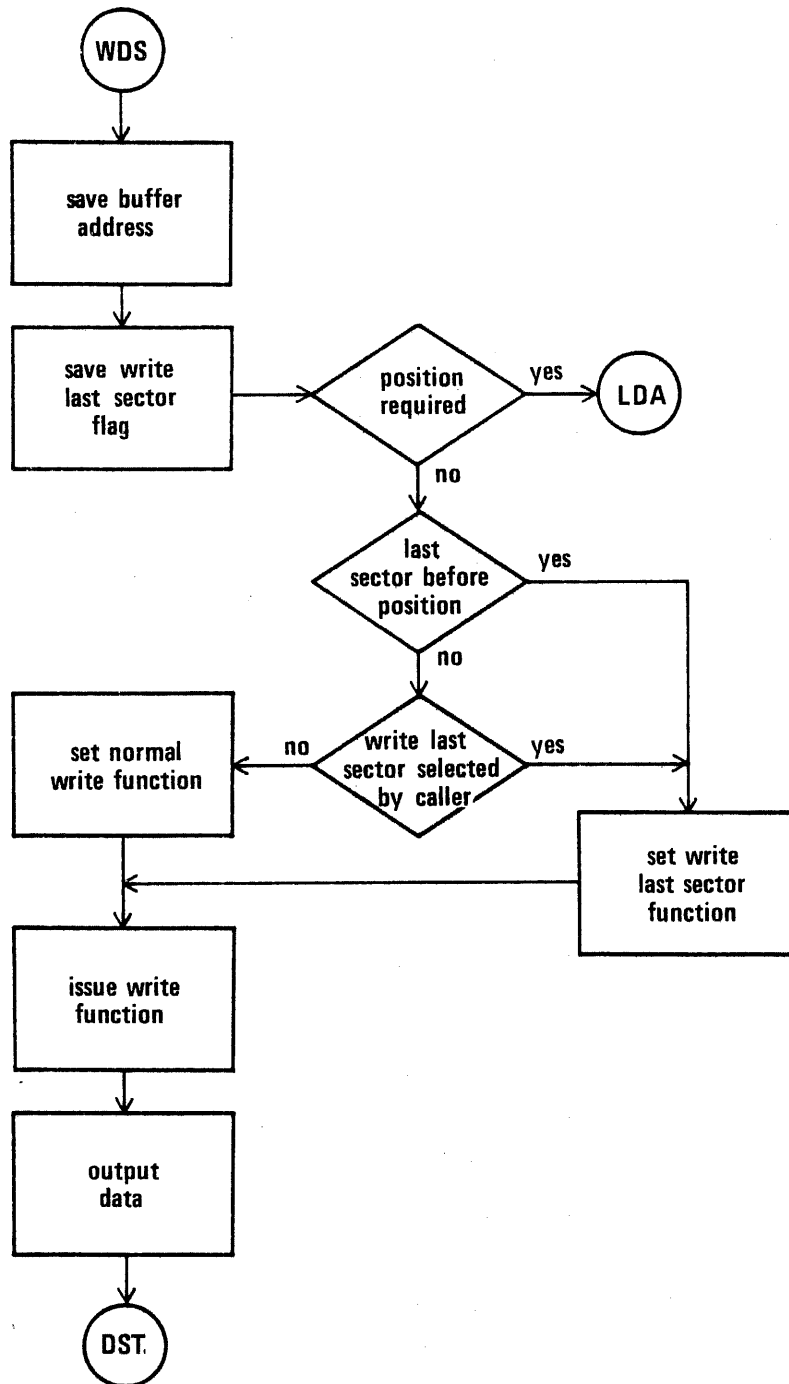 WDS
save buffer
address
save write
last sector
flag
position
required
yes
LDA
no
last
sector before
position
yes
no
set normal
write function
no
write last
sector selected
by caller
yes
set write
last sector
function
issue write
function
output
data
DST.